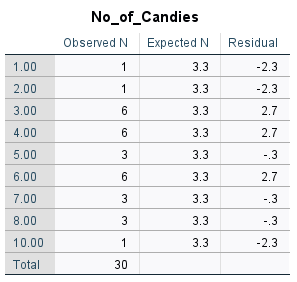 No_of_Candies
Observed N Expected N Residual
1.00 1 3.3 -2.3
2.00 1 3.3 -2.3
3.00 6 3.3 2.7
4.00 6 3.3 2.7
5.00 3 3.3 -.3
6.00 6 3.3 2.7
7.00 3 3.3 -.3
8.00 3 3.3 -.3
10.00 1 3.3 -2.3
Total 30